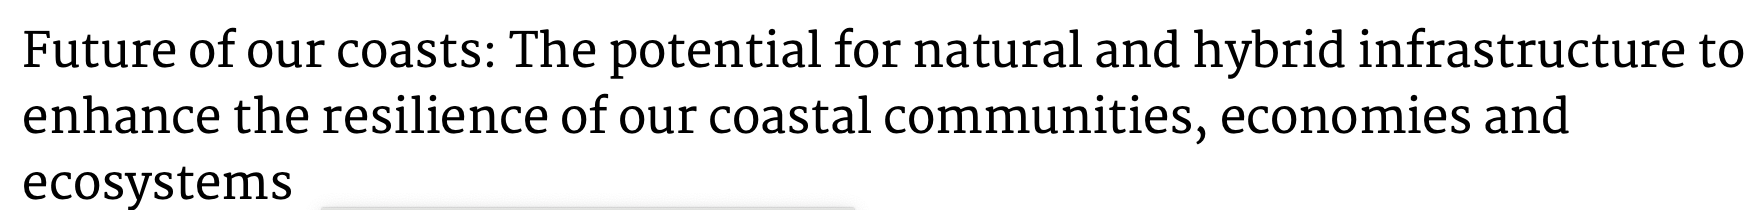 Future of our coasts: The potential for natural and hybrid infrastructure to
enhance the resilience of our coastal communities, economies and
ecosystems